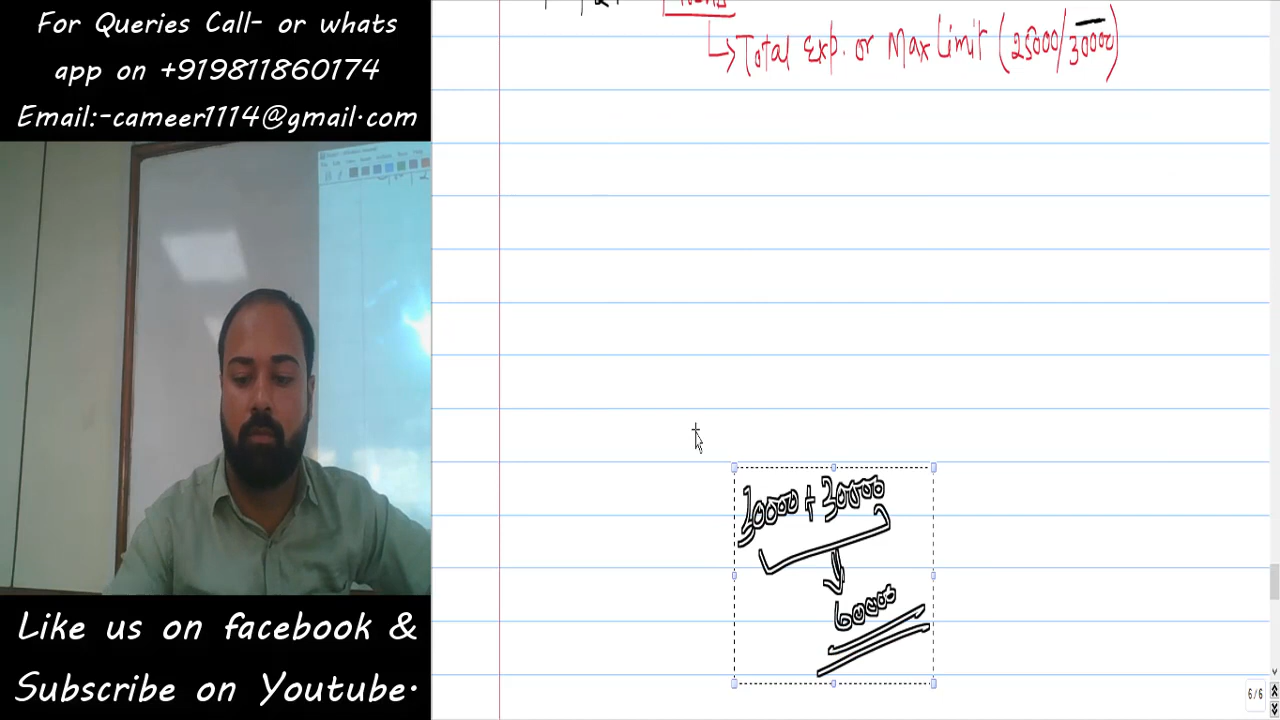 For Queries Call- or whats
app on +919811860174
Email:-cameer1114@gmail.com
↳Total Exp. or Max Limit (25000/30000)
30000 + 30000
↓
60000
Like us on facebook &
Subscribe on Youtube.
6/6